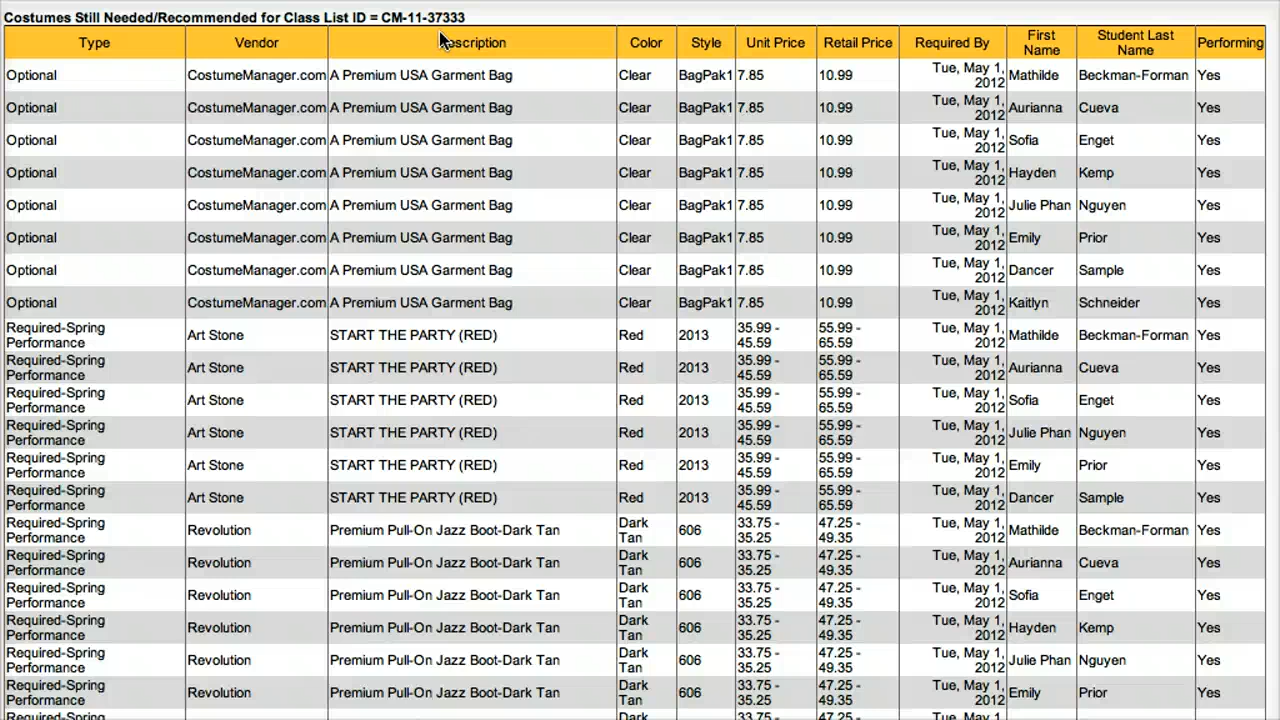 Costumes Still Needed/Recommended for Class List ID = CM-11-37333
Type Vendor Color Style Unit Price Retail Price Required By First Name Student Last Name Performing
Optional CostumeManager.com A Premium USA Garment Bag Clear BagPak1 7.85 10.99 Tue, May 1, 2012 Mathilde Beckman-Forman Yes
Optional CostumeManager.com A Premium USA Garment Bag Clear BagPak1 7.85 10.99 Tue, May 1, 2012 Aurianna Cueva Yes
Optional CostumeManager.com A Premium USA Garment Bag Clear BagPak1 7.85 10.99 Tue, May 1, 2012 Sofia Enget Yes
Optional CostumeManager.com A Premium USA Garment Bag Clear BagPak1 7.85 10.99 Tue, May 1, 2012 Hayden Kemp Yes
Optional CostumeManager.com A Premium USA Garment Bag Clear BagPak1 7.85 10.99 Tue, May 1, 2012 Julie Phan Nguyen Yes
Optional CostumeManager.com A Premium USA Garment Bag Clear BagPak1 7.85 10.99 Tue, May 1, 2012 Emily Prior Yes
Optional CostumeManager.com A Premium USA Garment Bag Clear BagPak1 7.85 10.99 Tue, May 1, 2012 Dancer Sample Yes
Optional CostumeManager.com A Premium USA Garment Bag Clear BagPak1 7.85 10.99 Tue, May 1, 2012 Kaitlyn Schneider Yes
Required-Spring Performance Art Stone START THE PARTY (RED) Red 2013 35.99 - 45.59 55.99 - 65.59 Tue, May 1, 2012 Mathilde Beckman-Forman Yes
Required-Spring Performance Art Stone START THE PARTY (RED) Red 2013 35.99 - 45.59 55.99 - 65.59 Tue, May 1, 2012 Aurianna Cueva Yes
Required-Spring Performance Art Stone START THE PARTY (RED) Red 2013 35.99 - 45.59 55.99 - 65.59 Tue, May 1, 2012 Sofia Enget Yes
Required-Spring Performance Art Stone START THE PARTY (RED) Red 2013 35.99 - 45.59 55.99 - 65.59 Tue, May 1, 2012 Julie Phan Nguyen Yes
Required-Spring Performance Art Stone START THE PARTY (RED) Red 2013 35.99 - 45.59 55.99 - 65.59 Tue, May 1, 2012 Emily Prior Yes
Required-Spring Performance Art Stone START THE PARTY (RED) Red 2013 35.99 - 45.59 55.99 - 65.59 Tue, May 1, 2012 Dancer Sample Yes
Required-Spring Performance Revolution Premium Pull-On Jazz Boot-Dark Tan Dark Tan 606 33.75 - 35.25 47.25 - 49.35 Tue, May 1, 2012 Mathilde Beckman-Forman Yes
Required-Spring Performance Revolution Premium Pull-On Jazz Boot-Dark Tan Dark Tan 606 33.75 - 35.25 47.25 - 49.35 Tue, May 1, 2012 Aurianna Cueva Yes
Required-Spring Performance Revolution Premium Pull-On Jazz Boot-Dark Tan Dark Tan 606 33.75 - 35.25 47.25 - 49.35 Tue, May 1, 2012 Sofia Enget Yes
Required-Spring Performance Revolution Premium Pull-On Jazz Boot-Dark Tan Dark Tan 606 33.75 - 35.25 47.25 - 49.35 Tue, May 1, 2012 Hayden Kemp Yes
Required-Spring Performance Revolution Premium Pull-On Jazz Boot-Dark Tan Dark Tan 606 33.75 - 35.25 47.25 - 49.35 Tue, May 1, 2012 Julie Phan Nguyen Yes
Required-Spring Performance Revolution Premium Pull-On Jazz Boot-Dark Tan Dark Tan 606 33.75 - 35.25 47.25 - 49.35 Tue, May 1, 2012 Emily Prior Yes